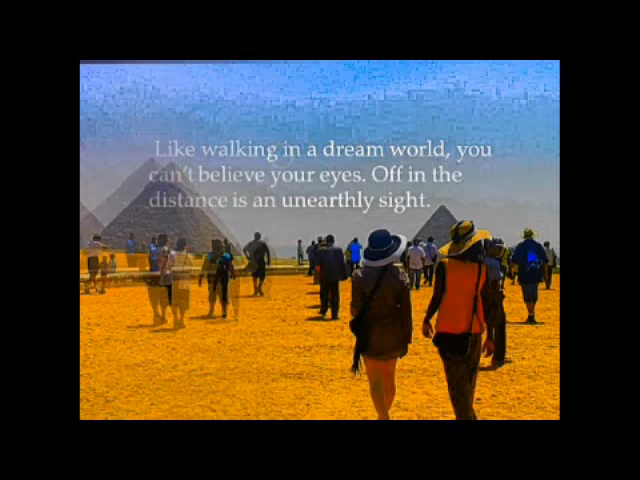 Like walking in a dream world, you
can't believe your eyes. Off in the
distance is an unearthly sight.